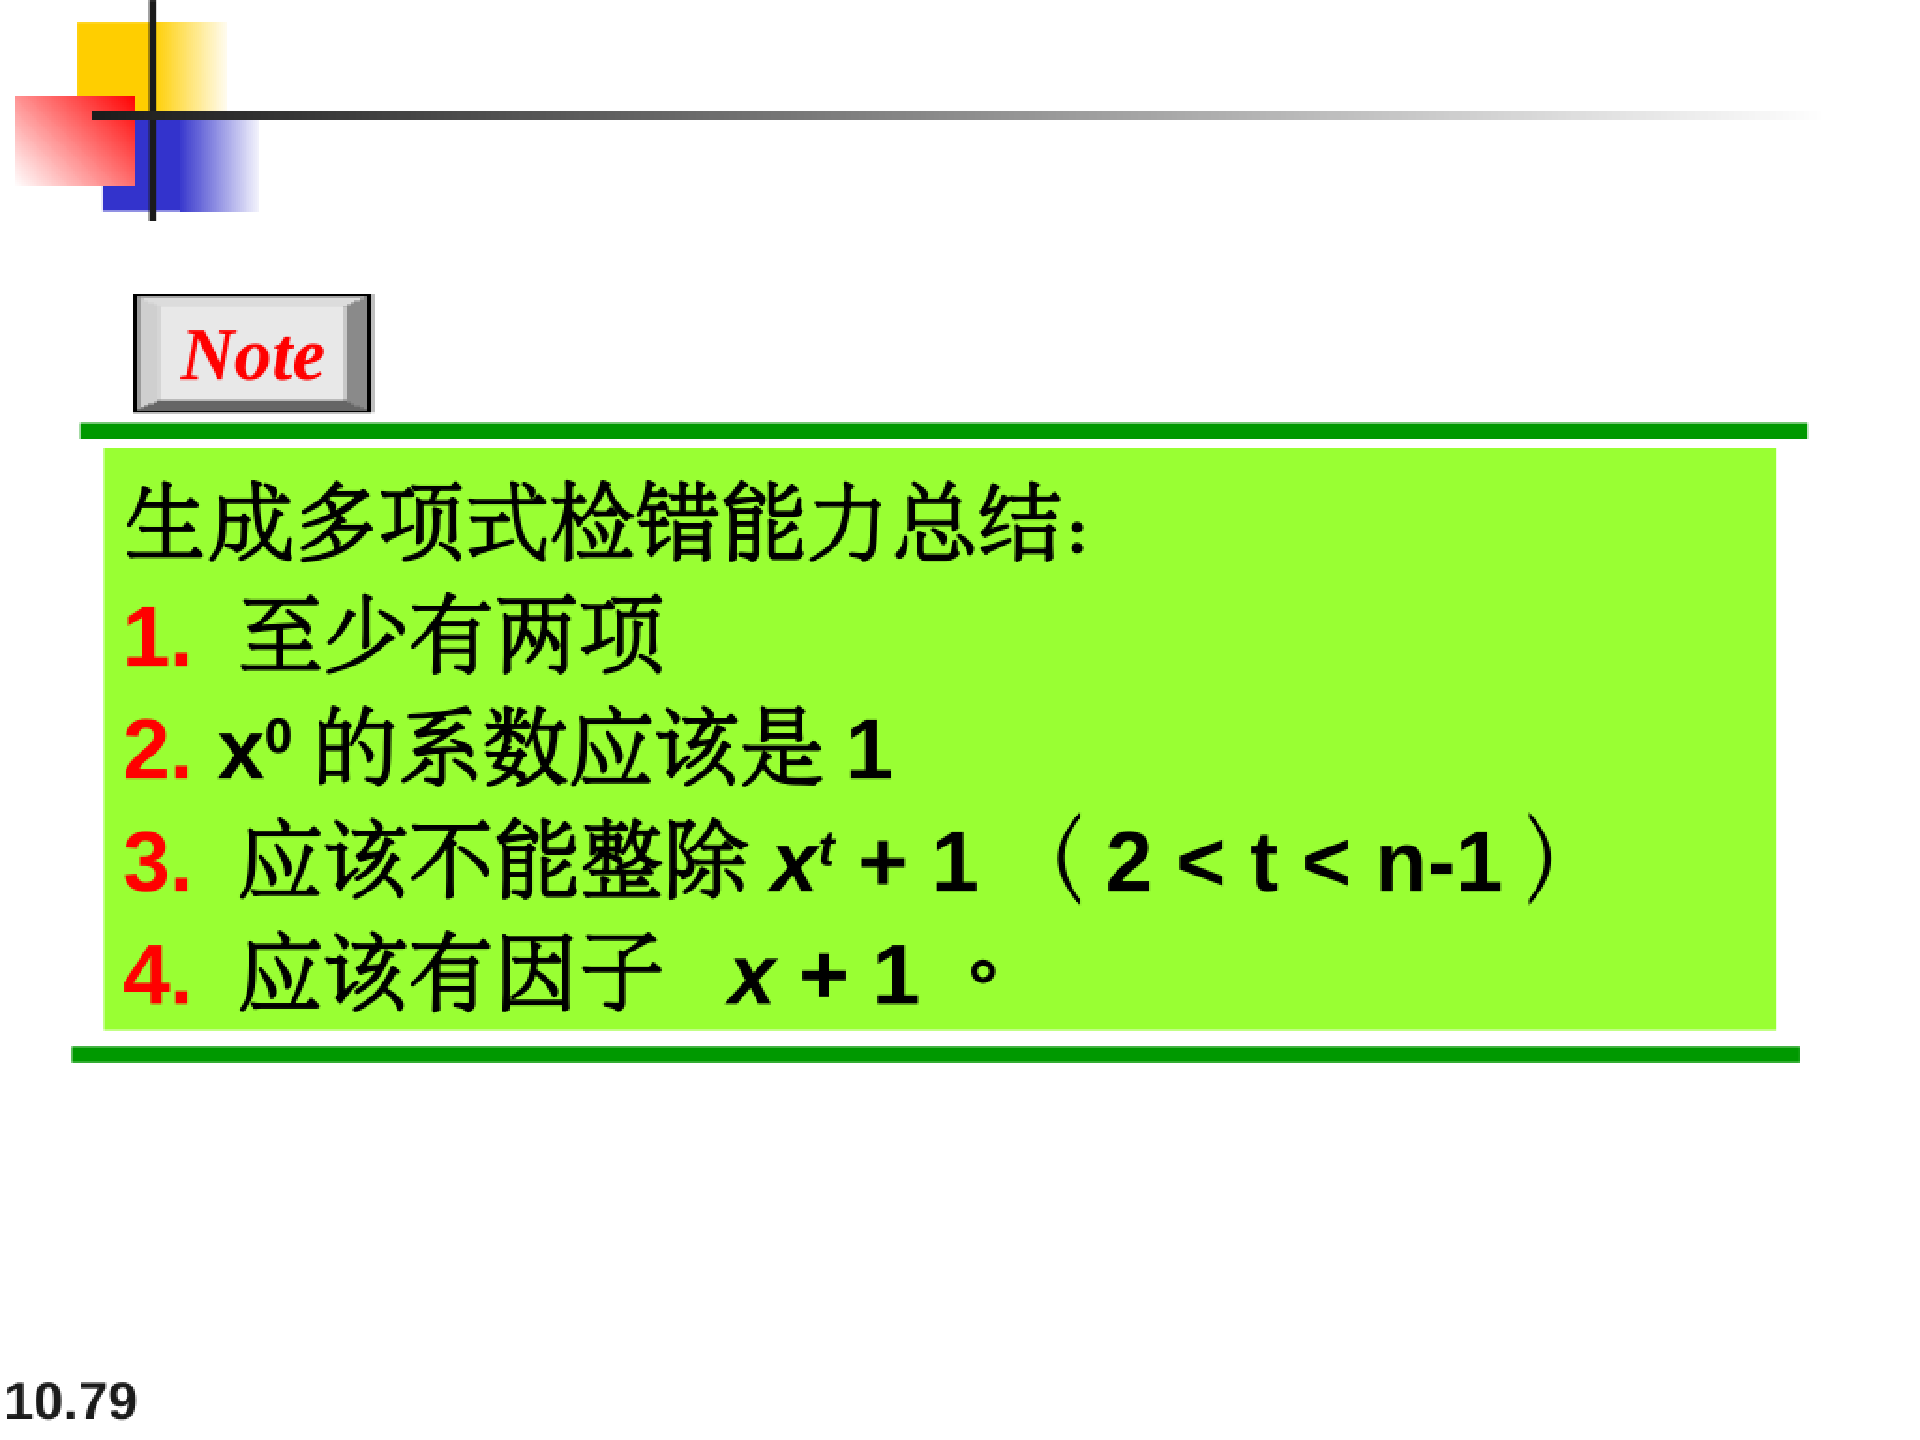 Note
生成多项式检错能力总结:
1. 至少有两项
2. x⁰ 的系数应该是 1
3. 应该不能整除 xᵗ + 1 （2 < t < n-1）
4. 应该有因子 x + 1 。
10.79